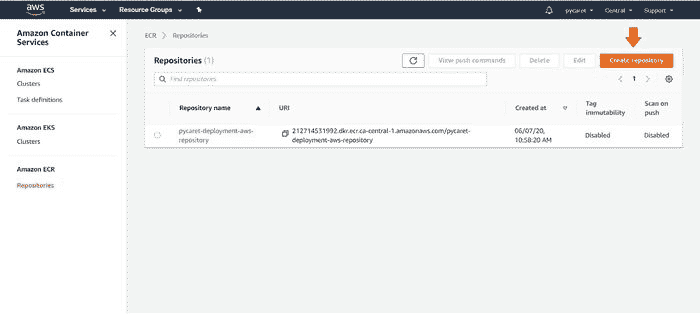 aws Services Resource Groups pycaret Central Support
Amazon Container
Services
Amazon ECS
Clusters
Task definitions
Amazon EKS
Clusters
Amazon ECR
Repositories
ECR Repositories
Repositories (1)
View push commands Delete Edit Create repository
Find repositories
1
Repository name URI Created at Tag
immutability Scan on
push
pycaret-deployment-aws-
repository
212714531992.dkr.ecr.ca-central-1.amazonaws.com/pycaret-
deployment-aws-repository
06/07/20,
10:58:20 AM
Disabled Disabled